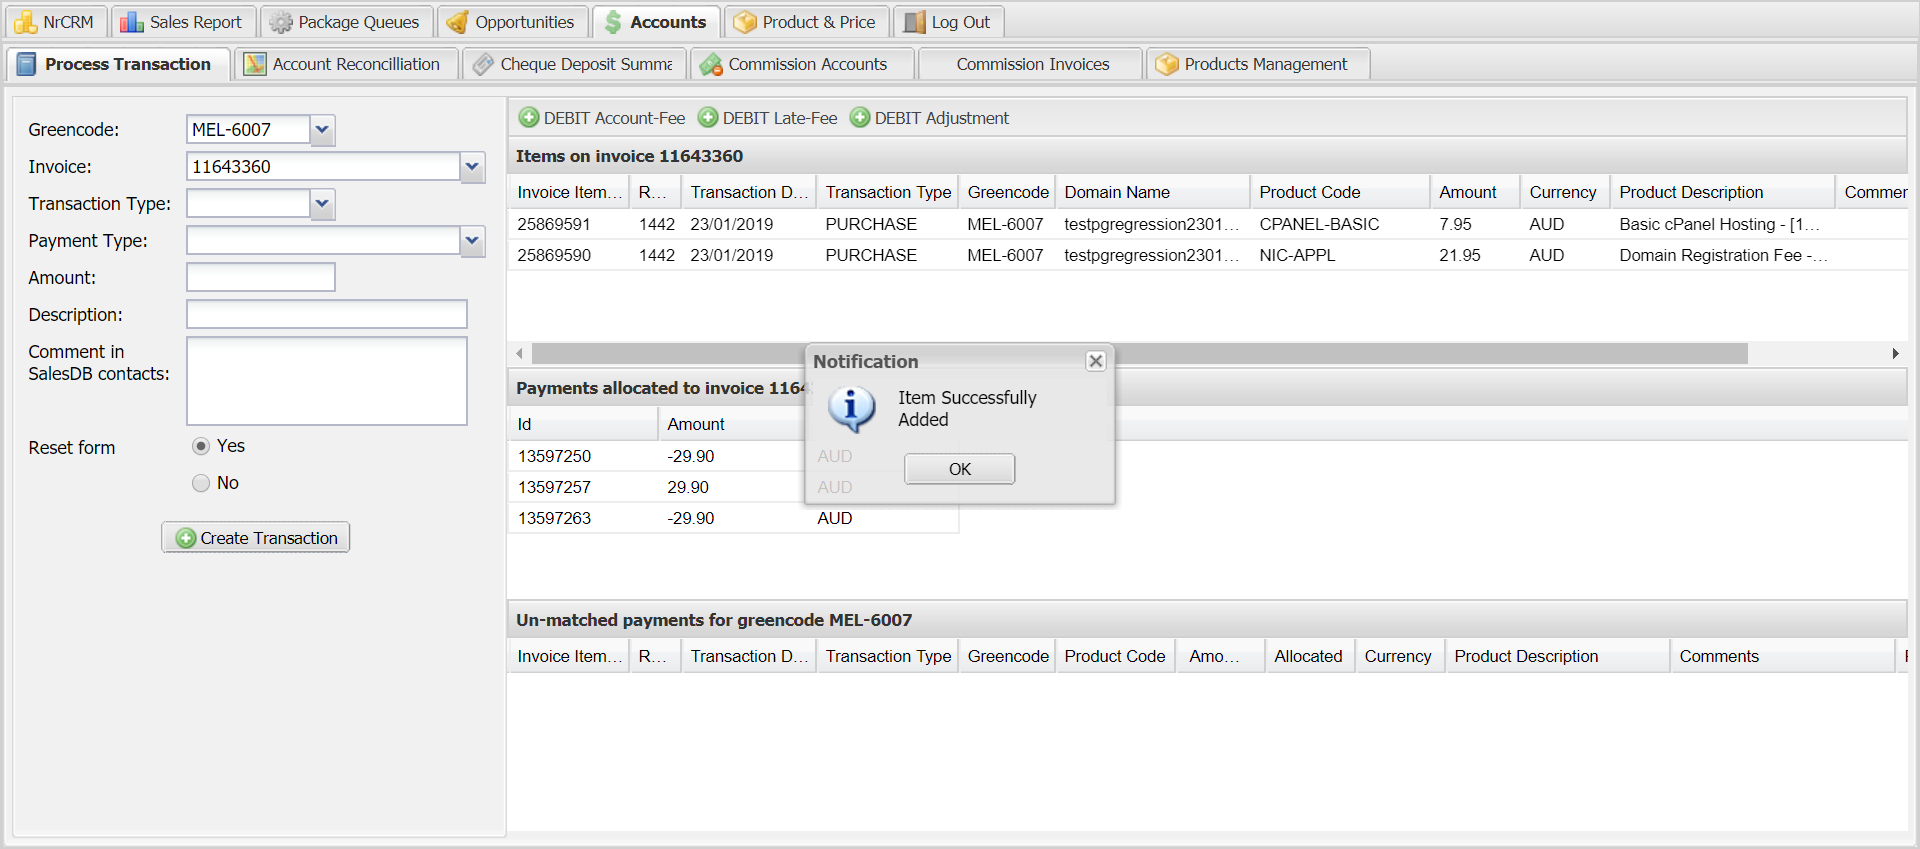 NrCRM Sales Report Package Queues Opportunities Accounts Product & Price Log Out
Process Transaction Account Reconcilliation Cheque Deposit Summa Commission Accounts Commission Invoices Products Management
Greencode: MEL-6007
Invoice: 11643360
Transaction Type:
Payment Type:
Amount:
Description:
Comment in
SalesDB contacts:
Reset form Yes
No
Create Transaction
DEBIT Account-Fee DEBIT Late-Fee DEBIT Adjustment
Items on invoice 11643360
Invoice Item... R... Transaction D... Transaction Type Greencode Domain Name Product Code Amount Currency Product Description Commer
25869591 1442 23/01/2019 PURCHASE MEL-6007 testpgregression2301... CPANEL-BASIC 7.95 AUD Basic cPanel Hosting - [1...
25869590 1442 23/01/2019 PURCHASE MEL-6007 testpgregression2301... NIC-APPL 21.95 AUD Domain Registration Fee -...
Payments allocated to invoice 1164
Id Amount
13597250 -29.90 AUD
13597257 29.90 AUD
13597263 -29.90 AUD
Notification
Item Successfully
Added
OK
Un-matched payments for greencode MEL-6007
Invoice Item... R... Transaction D... Transaction Type Greencode Product Code Amo... Allocated Currency Product Description Comments